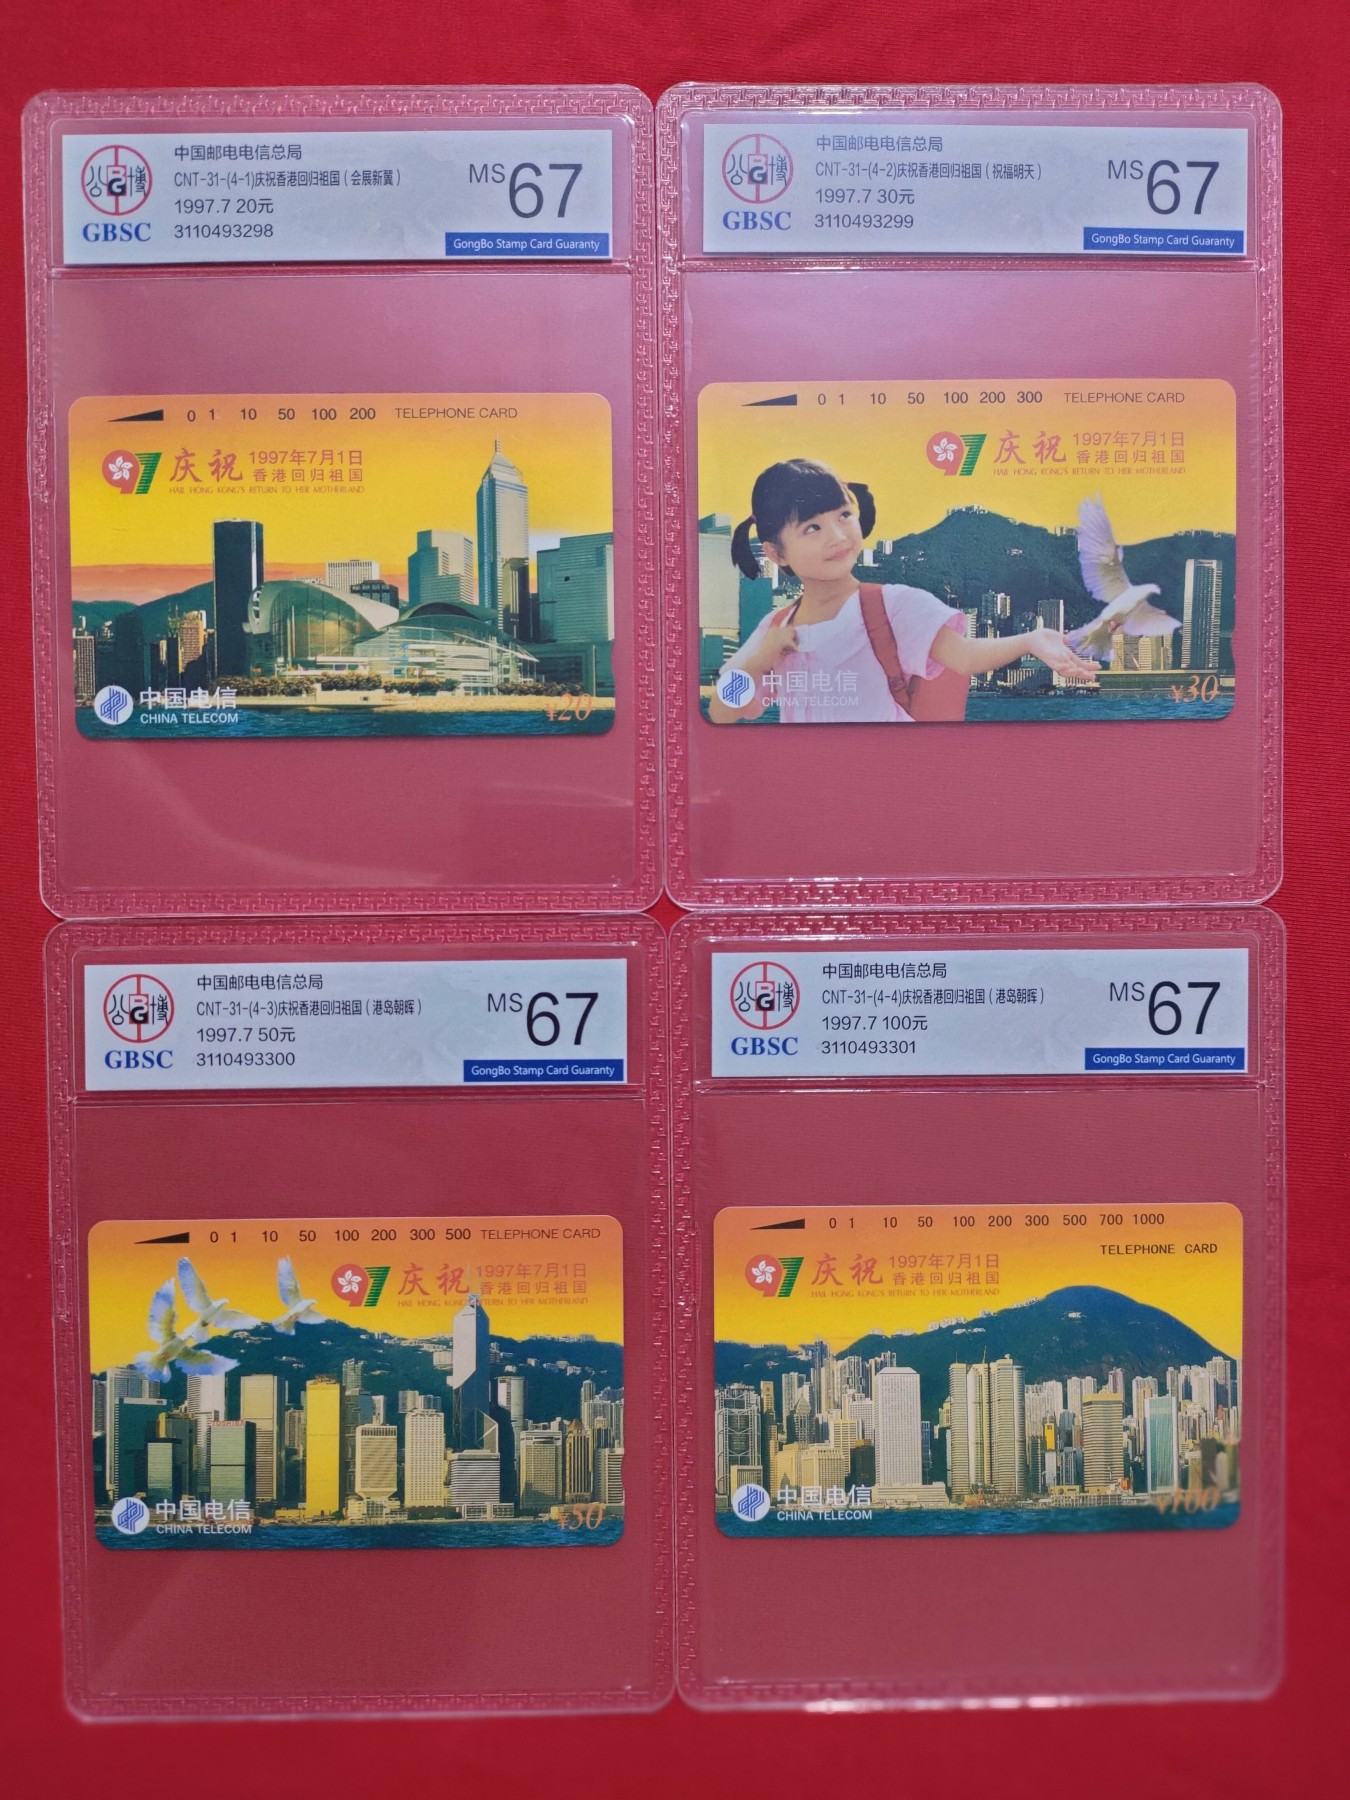 中国邮电电信总局
CNT-31-(4-1)庆祝香港回归祖国(会展新翼)
1997.7 20元
3110493298
MS 67
GBSC
GongBo Stamp Card Guaranty
0 1 10 50 100 200 TELEPHONE CARD
庆祝
1997年7月1日
香港回归祖国
HAIL HONG KONG'S RETURN TO HER MOTHERLAND
中国电信
CHINA TELECOM
¥20
中国邮电电信总局
CNT-31-(4-2)庆祝香港回归祖国(祝福明天)
1997.7 30元
3110493299
MS 67
GBSC
GongBo Stamp Card Guaranty
0 1 10 50 100 200 300 TELEPHONE CARD
庆祝
1997年7月1日
香港回归祖国
HAIL HONG KONG'S RETURN TO HER MOTHERLAND
中国电信
CHINA TELECOM
¥30
中国邮电电信总局
CNT-31-(4-3)庆祝香港回归祖国(港岛朝晖)
1997.7 50元
3110493300
MS 67
GBSC
GongBo Stamp Card Guaranty
0 1 10 50 100 200 300 500 TELEPHONE CARD
庆祝
1997年7月1日
香港回归祖国
HAIL HONG KONG'S RETURN TO HER MOTHERLAND
中国电信
CHINA TELECOM
¥50
中国邮电电信总局
CNT-31-(4-4)庆祝香港回归祖国(港岛朝晖)
1997.7 100元
3110493301
MS 67
GBSC
GongBo Stamp Card Guaranty
0 1 10 50 100 200 300 500 700 1000
TELEPHONE CARD
庆祝
1997年7月1日
香港回归祖国
HAIL HONG KONG'S RETURN TO HER MOTHERLAND
中国电信
CHINA TELECOM
¥100